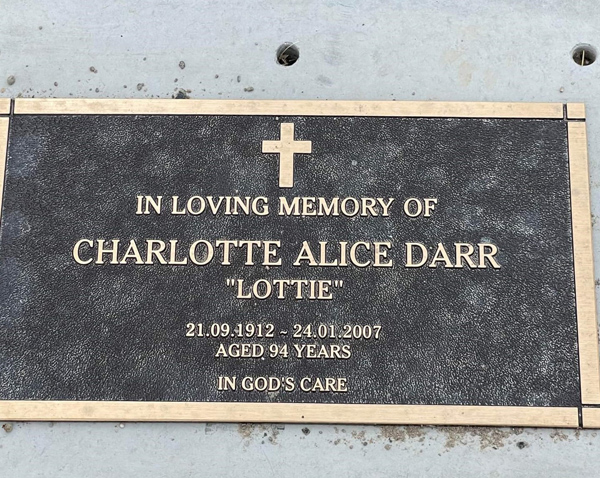 IN LOVING MEMORY OF
CHARLOTTE ALICE DARR
"LOTTIE"
21.09.1912 ~ 24.01.2007
AGED 94 YEARS
IN GOD'S CARE